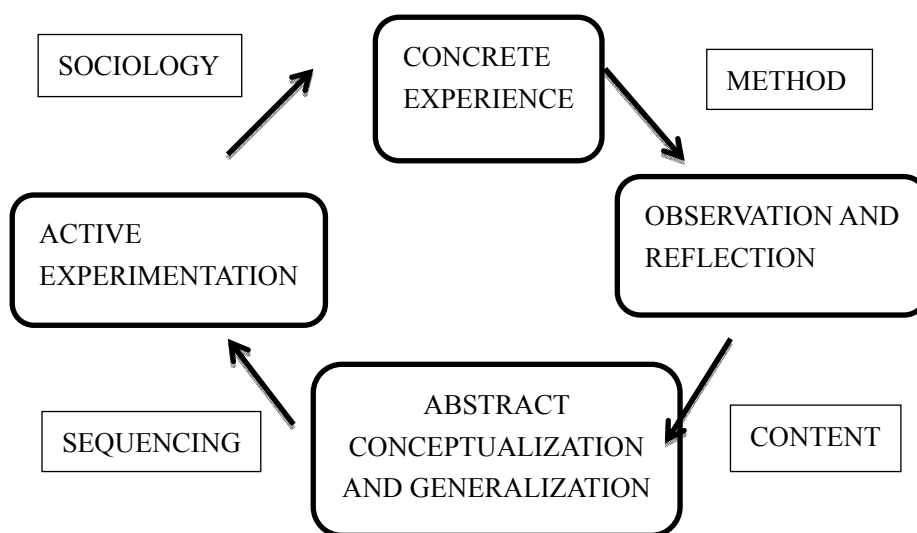 SOCIOLOGY
CONCRETE
EXPERIENCE
METHOD
ACTIVE
EXPERIMENTATION
OBSERVATION AND
REFLECTION
SEQUENCING
ABSTRACT
CONCEPTUALIZATION
AND GENERALIZATION
CONTENT